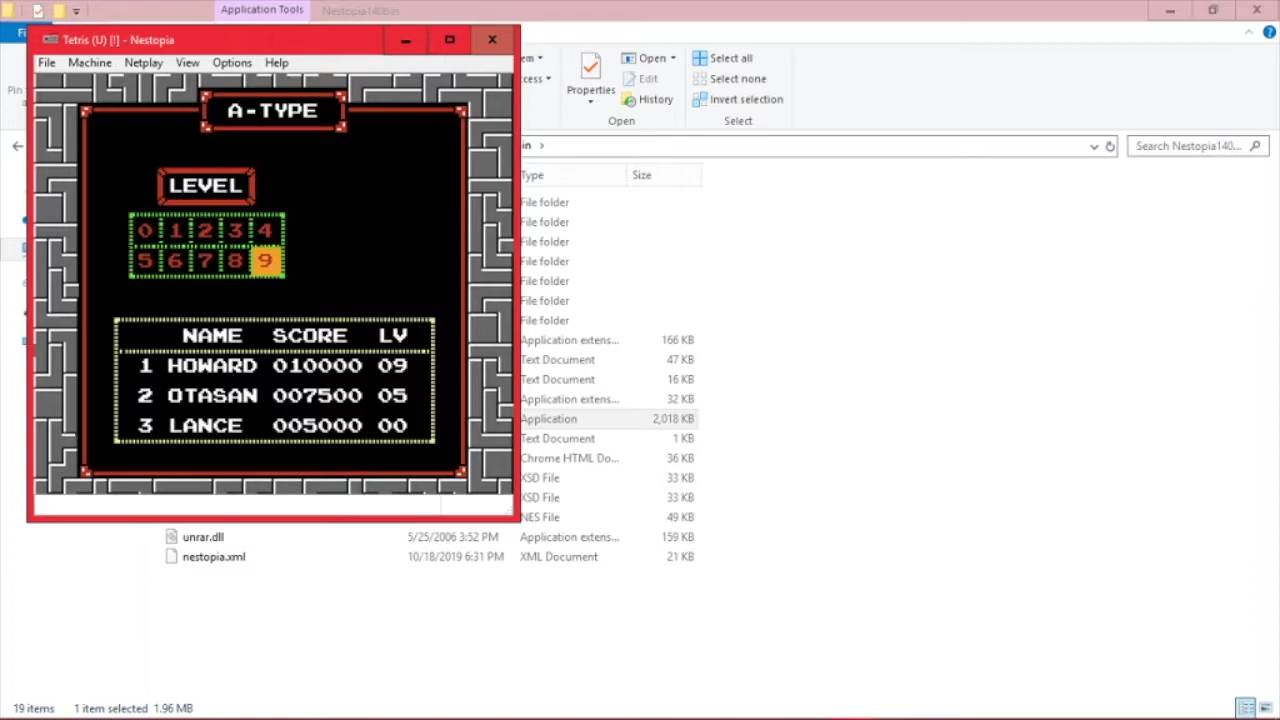 Application Tools
Nestopia140bin
Fi
Tetris (U) [!] - Nestopia
File Machine Netplay View Options Help
Pin
a
em
cess
Properties
Open
Edit
History
Open
Select all
Select none
Invert selection
Select
in
Search Nestopia140...
A-TYPE
LEVEL
0 1 2 3 4
5 6 7 8 9
NAME SCORE LV
1 HOWARD 010000 09
2 OTASAN 007500 05
3 LANCE 005000 00
Type Size
File folder
File folder
File folder
File folder
File folder
File folder
File folder
Application extens... 166 KB
Text Document 47 KB
Text Document 16 KB
Application extens... 32 KB
Application 2,018 KB
Text Document 1 KB
Chrome HTML Do... 36 KB
XSD File 33 KB
XSD File 33 KB
NES File 49 KB
unrar.dll 5/25/2006 3:52 PM Application extens... 159 KB
nestopia.xml 10/18/2019 6:31 PM XML Document 21 KB
19 items 1 item selected 1.96 MB